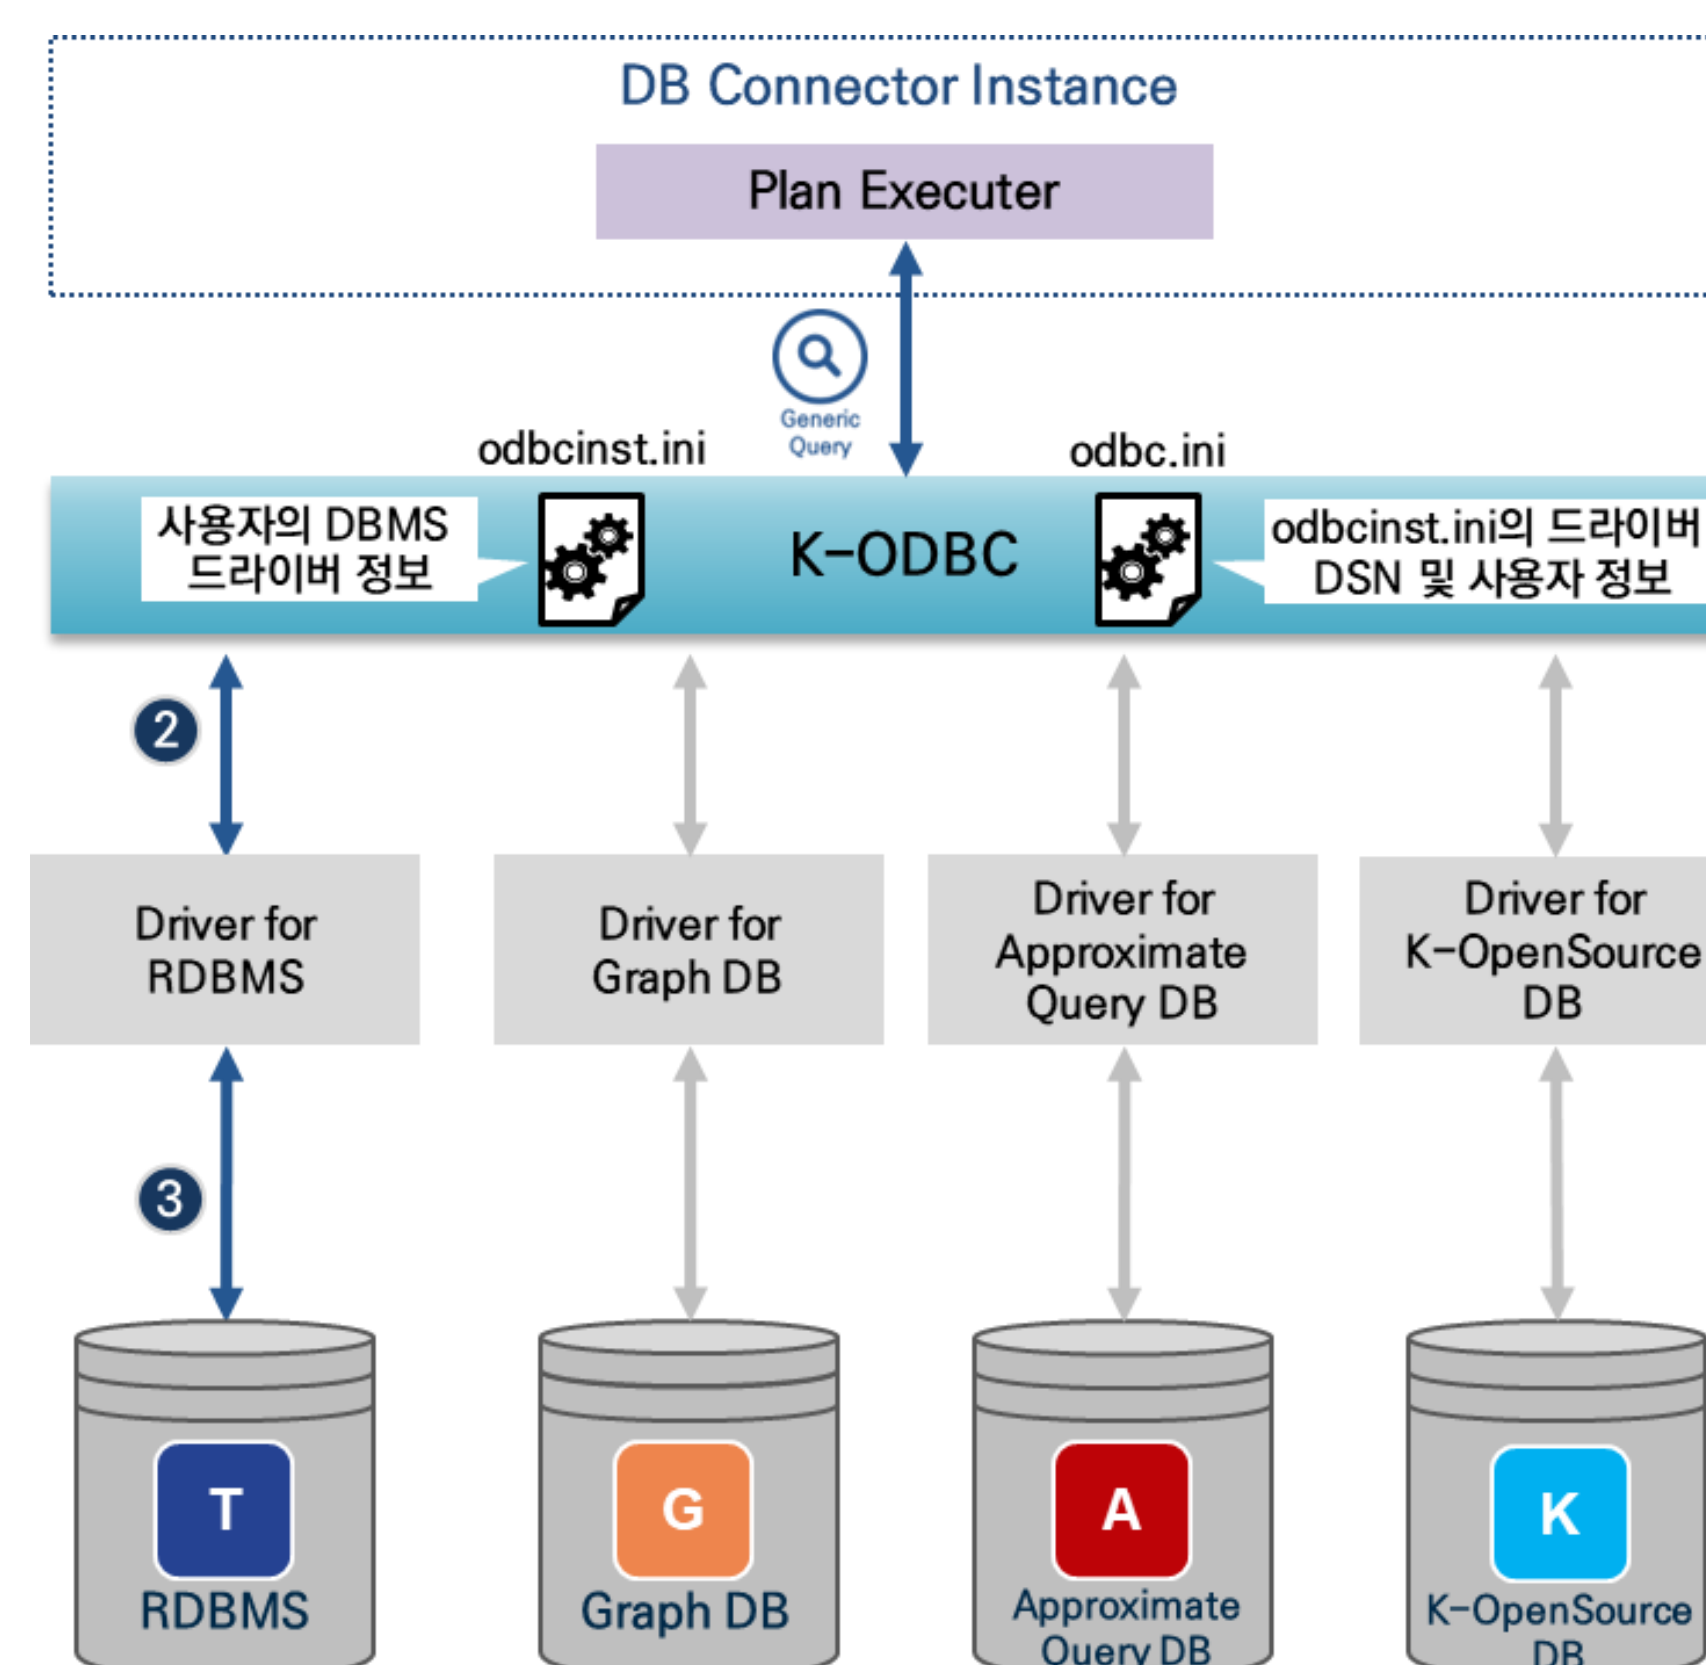 DB Connector Instance
Plan Executer
Generic
Query
odbcinst.ini
odbc.ini
사용자의 DBMS
드라이버 정보
K-ODBC
odbcinst.ini의 드라이버
DSN 및 사용자 정보
2
Driver for
RDBMS
Driver for
Graph DB
Driver for
Approximate
Query DB
Driver for
K-OpenSource
DB
3
T
RDBMS
G
Graph DB
A
Approximate
Query DB
K
K-OpenSource
DB